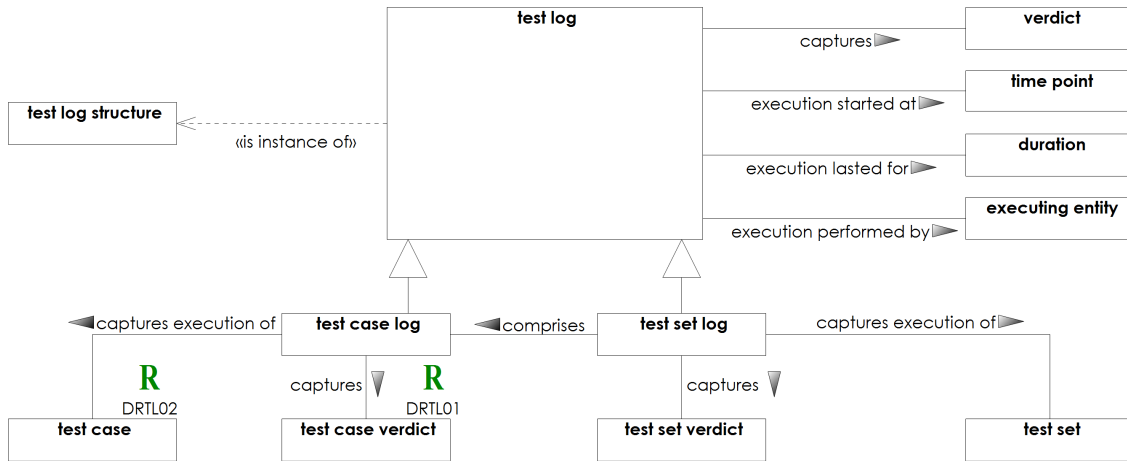 test log
verdict
captures
time point
execution started at
test log structure
«is instance of»
duration
execution lasted for
executing entity
execution performed by
captures execution of
test case log
comprises
test set log
captures execution of
R
DRTL02
captures
R
DRTL01
captures
test case
test case verdict
test set verdict
test set